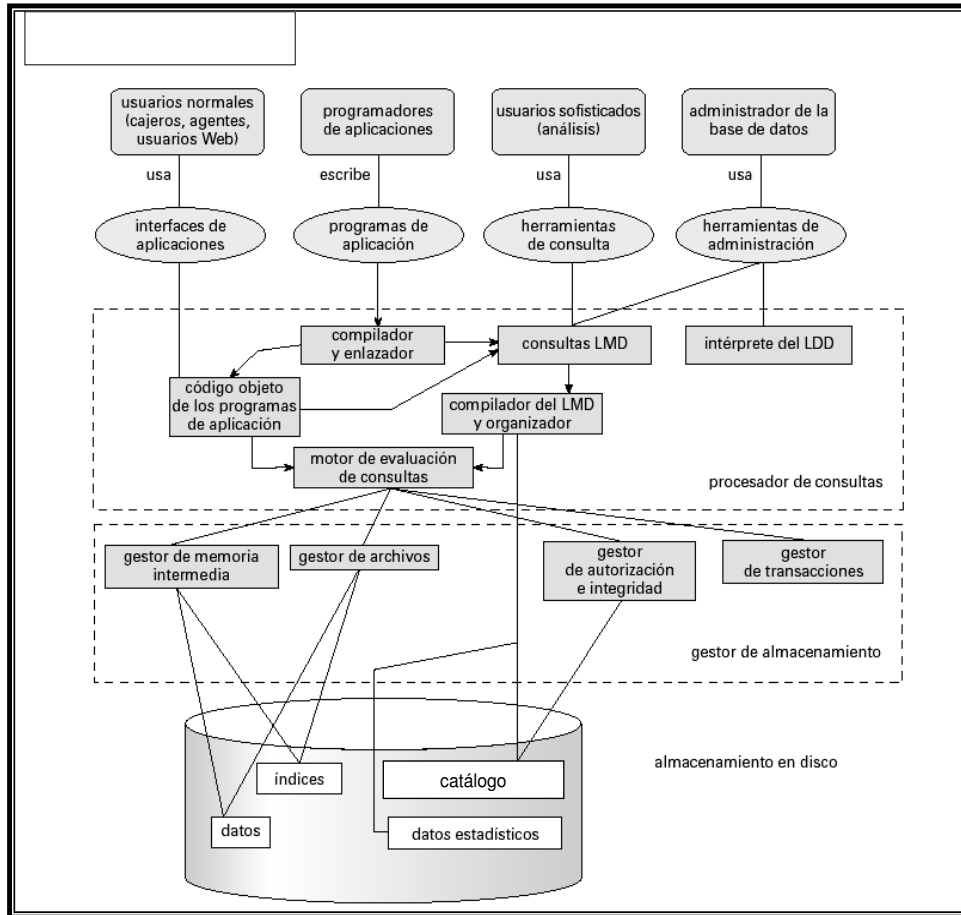 usuarios normales
(cajeros, agentes,
usuarios Web)
programadores
de aplicaciones
usuarios sofisticados
(análisis)
administrador de la
base de datos
usa
escribe
usa
usa
interfaces de
aplicaciones
programas de
aplicación
herramientas
de consulta
herramientas de
administración
compilador
y enlazador
consultas LMD
intérprete del LDD
código objeto
de los programas
de aplicación
compilador del LMD
y organizador
motor de evaluación
de consultas
procesador de consultas
gestor de memoria
intermedia
gestor de archivos
gestor
de autorización
e integridad
gestor
de transacciones
gestor de almacenamiento
almacenamiento en disco
índices
catálogo
datos
datos estadísticos